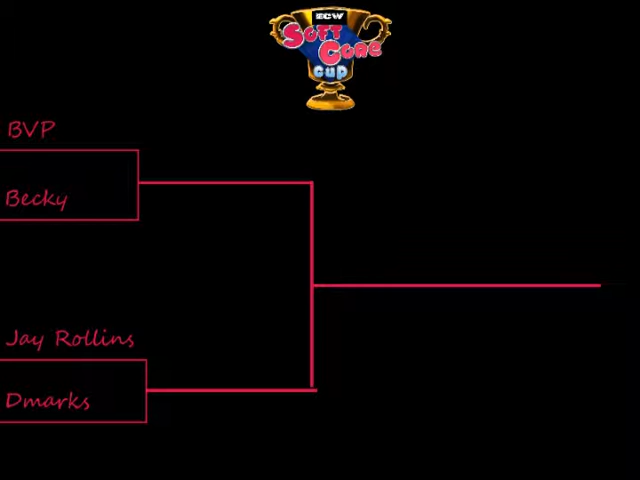 ECW
SOFT
CORE
CUP
BVP
Becky
Jay Rollins
Dmarks